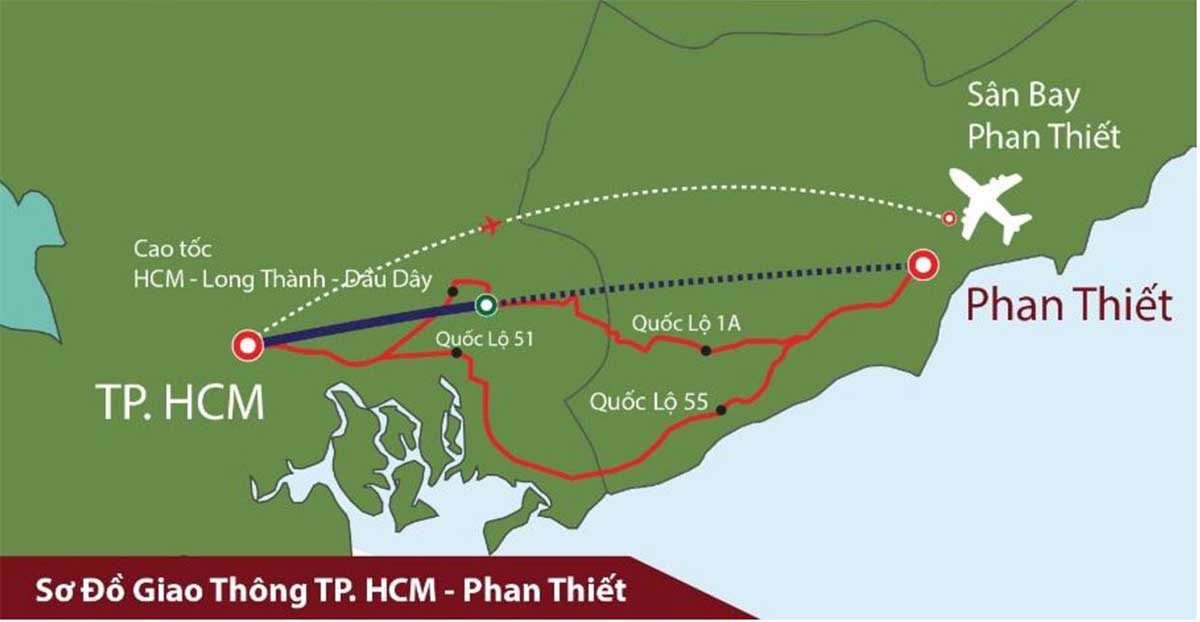 Sân Bay
Phan Thiết
Cao tốc
HCM - Long Thành - Dầu Dây
Phan Thiết
Quốc Lộ 1A
Quốc Lộ 51
TP. HCM
Quốc Lộ 55
Sơ Đồ Giao Thông TP. HCM - Phan Thiết